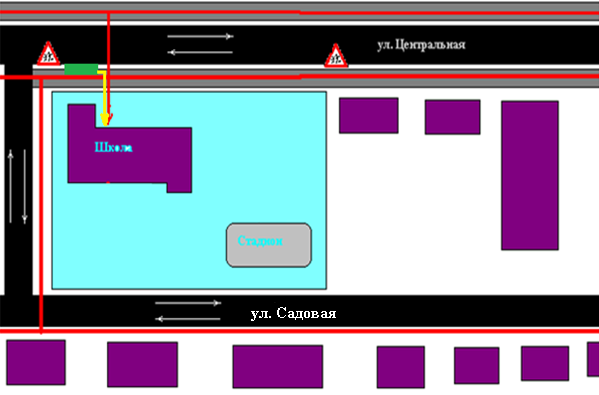 ул. Центральная
Школа
Стадион
ул. Садовая